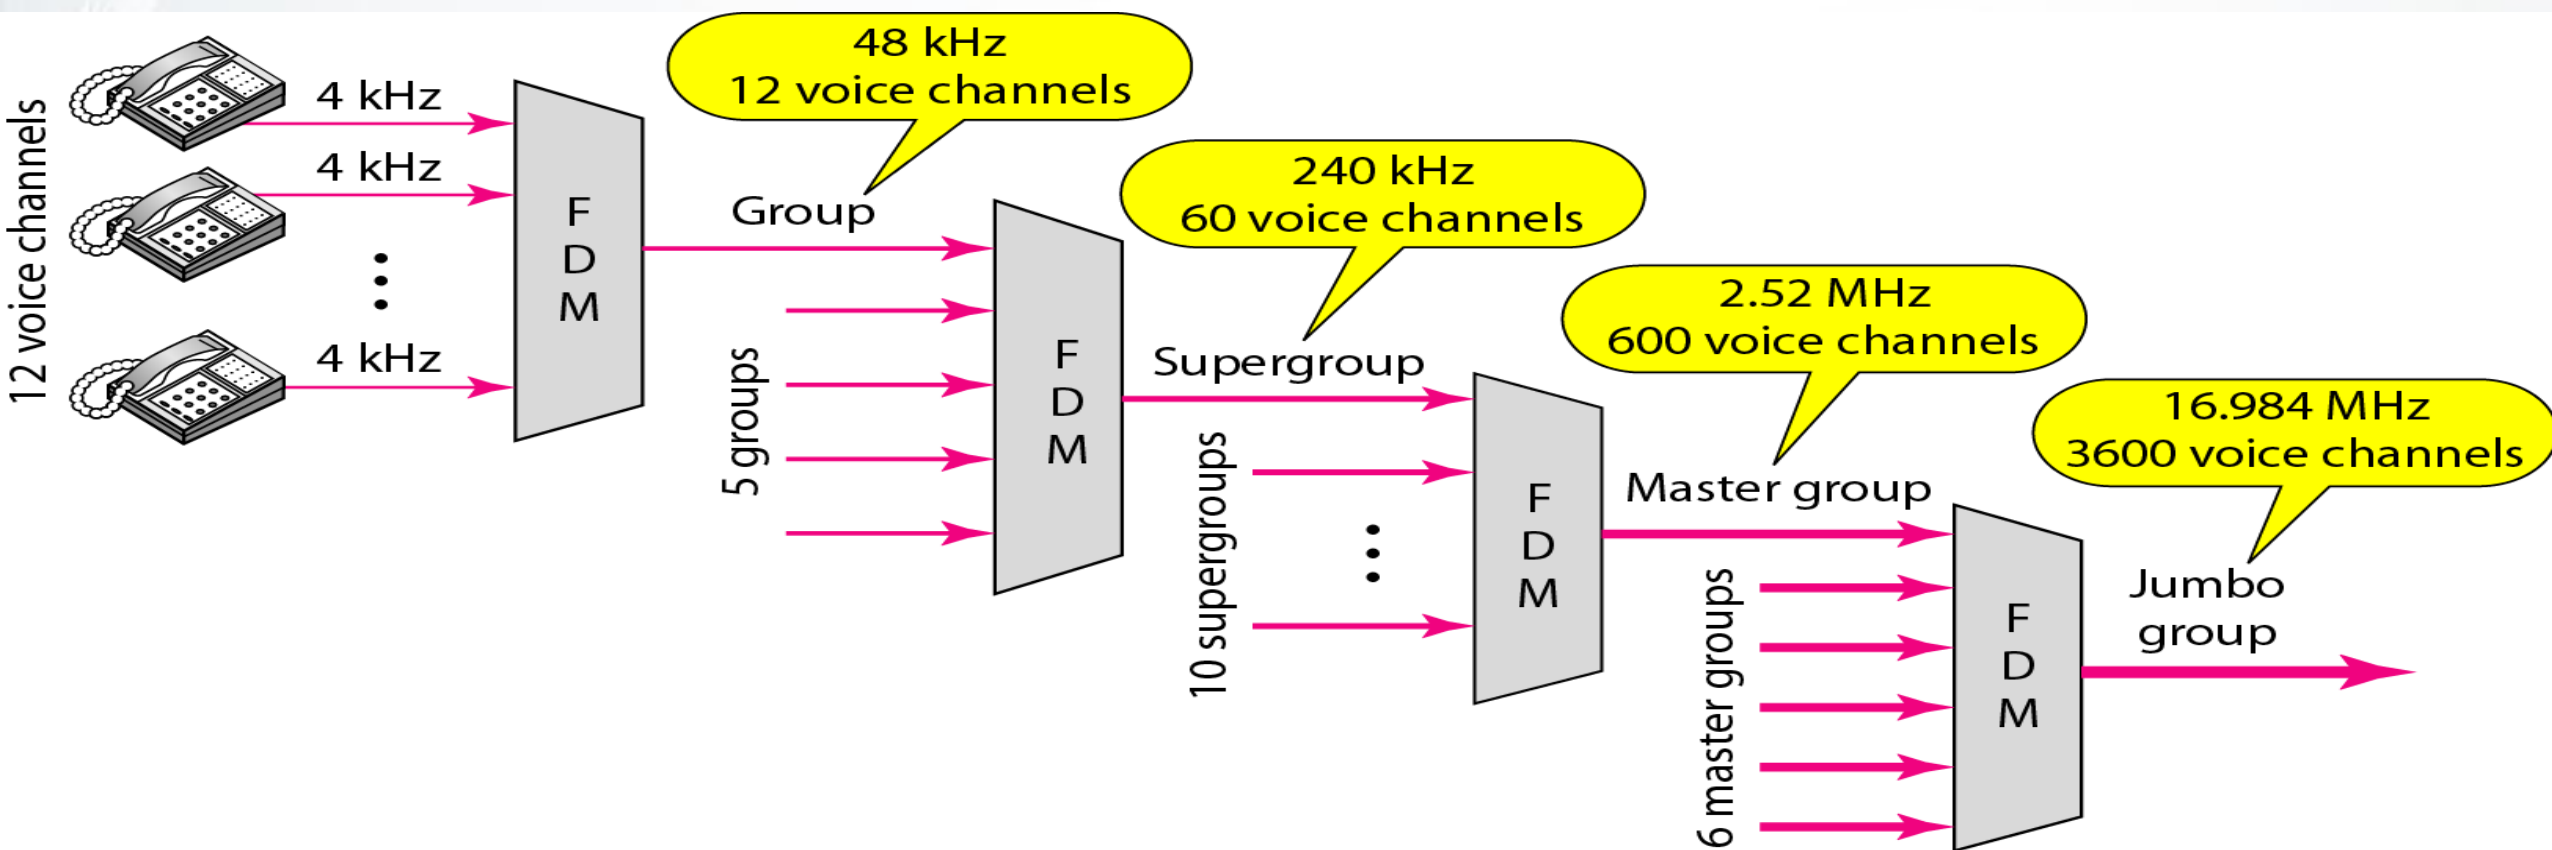 12 voice channels
4 kHz
4 kHz
4 kHz
F
D
M
48 kHz
12 voice channels
Group
5 groups
F
D
M
240 kHz
60 voice channels
Supergroup
10 supergroups
F
D
M
2.52 MHz
600 voice channels
Master group
6 master groups
F
D
M
16.984 MHz
3600 voice channels
Jumbo
group